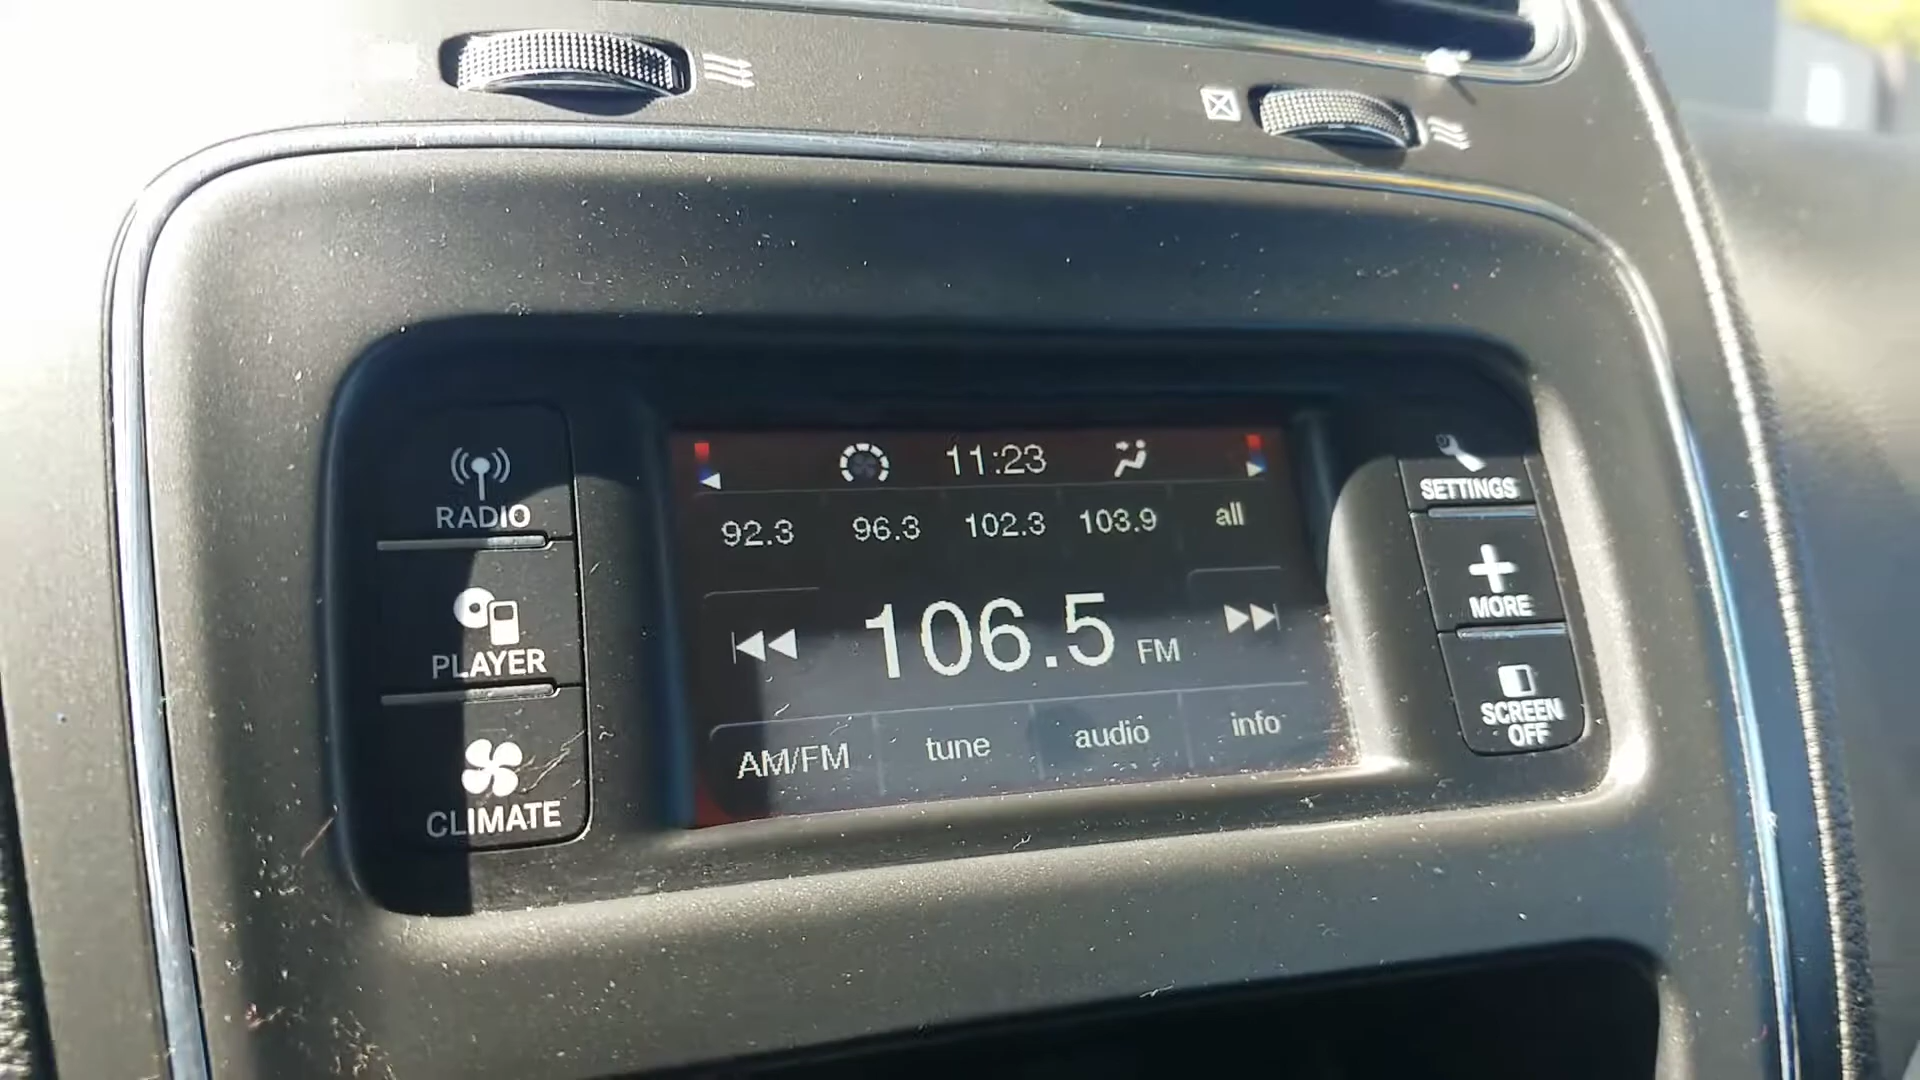 11:23
92.3 96.3 102.3 103.9 all
106.5 FM
AM/FM tune audio info
RADIO
PLAYER
CLIMATE
SETTINGS
MORE
SCREEN
OFF